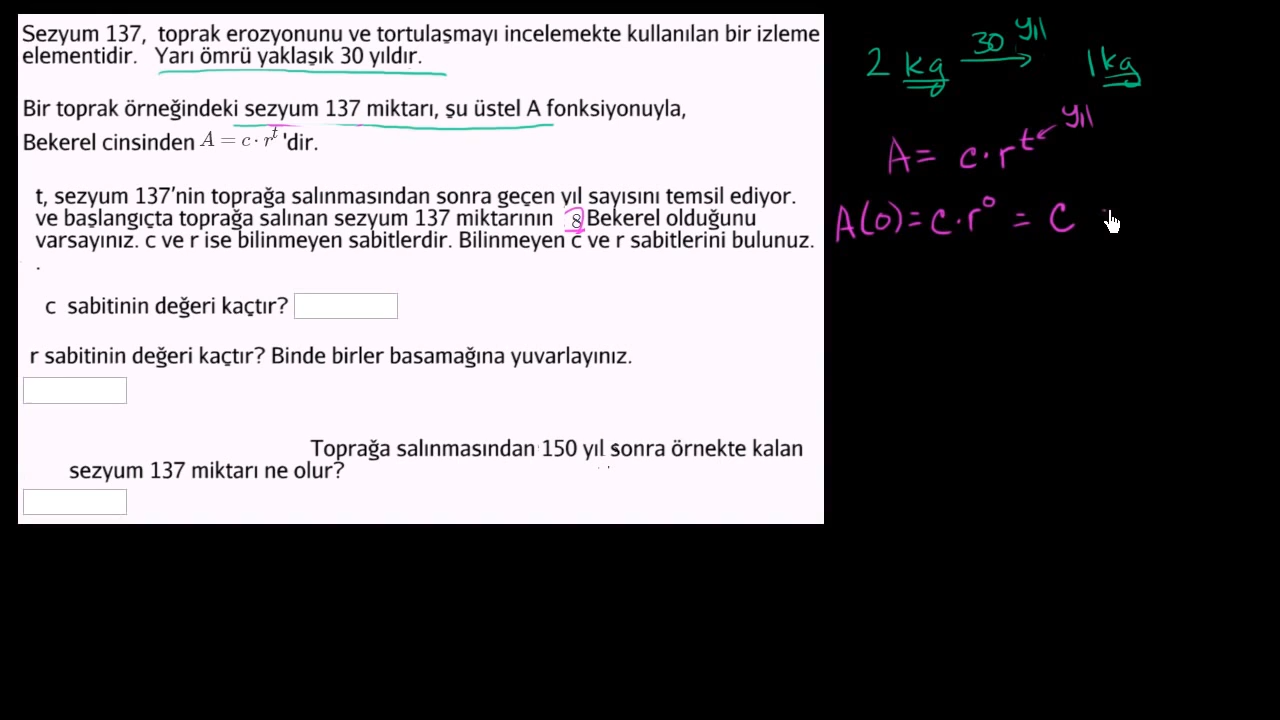 Sezyum 137, toprak erozyonunu ve tortulaşmayı incelemekte kullanılan bir izleme
elementidir. Yarı ömrü yaklaşık 30 yıldır.
Bir toprak örneğindeki sezyum 137 miktarı, şu üstel A fonksiyonuyla,
Bekerel cinsinden A = c · r^t 'dir.
t, sezyum 137’nin toprağa salınmasından sonra geçen yıl sayısını temsil ediyor.
ve başlangıçta toprağa salınan sezyum 137 miktarının 8 Bekerel olduğunu
varsayınız. c ve r ise bilinmeyen sabitlerdir. Bilinmeyen c ve r sabitlerini bulunuz.
.
c sabitinin değeri kaçtır?
r sabitinin değeri kaçtır? Binde birler basamağına yuvarlayınız.
Toprağa salınmasından 150 yıl sonra örnekte kalan
sezyum 137 miktarı ne olur?
2 kg 30 yıl 1 kg
A = c · r^t yıl
A(0) = c · r^0 = c